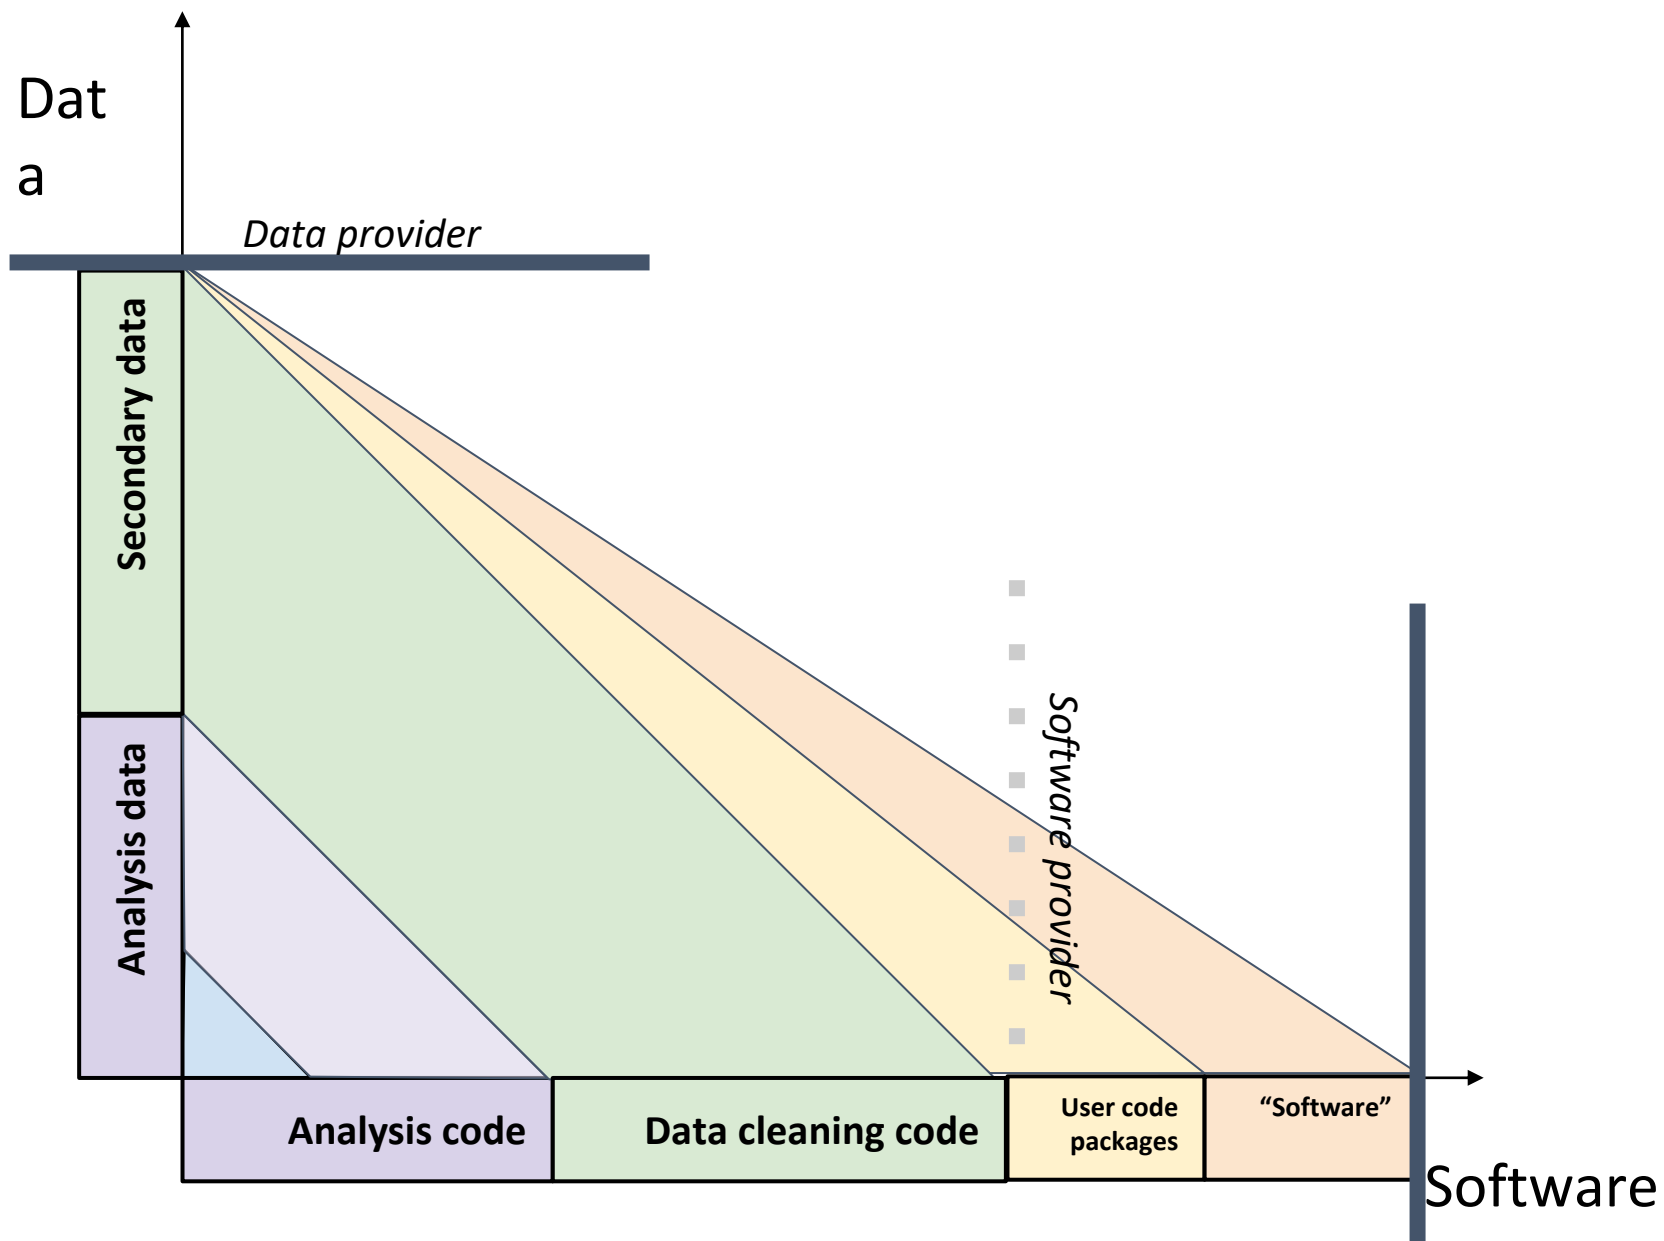 Dat
a
Data provider
Secondary data
Analysis data
Software provider
Analysis code
Data cleaning code
User code
packages
“Software”
Software